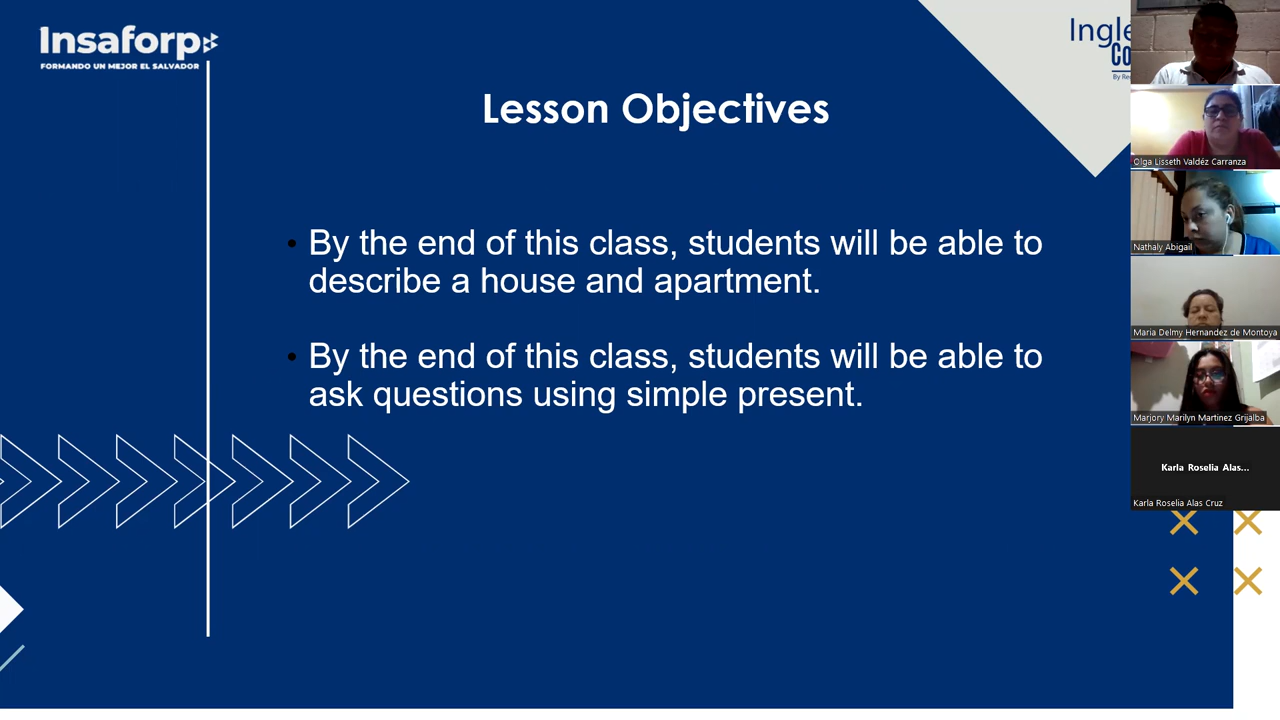 Insaforp
FORMANDO UN MEJOR EL SALVADOR
Lesson Objectives
• By the end of this class, students will be able to
describe a house and apartment.
• By the end of this class, students will be able to
ask questions using simple present.
Olga Lisseth Valdéz Carranza
Nathaly Abigail
Maria Delmy Hernandez de Montoya
Marjory Marilyn Martinez Grijalba
Karla Roselia Alas...
Karla Roselia Alas Cruz